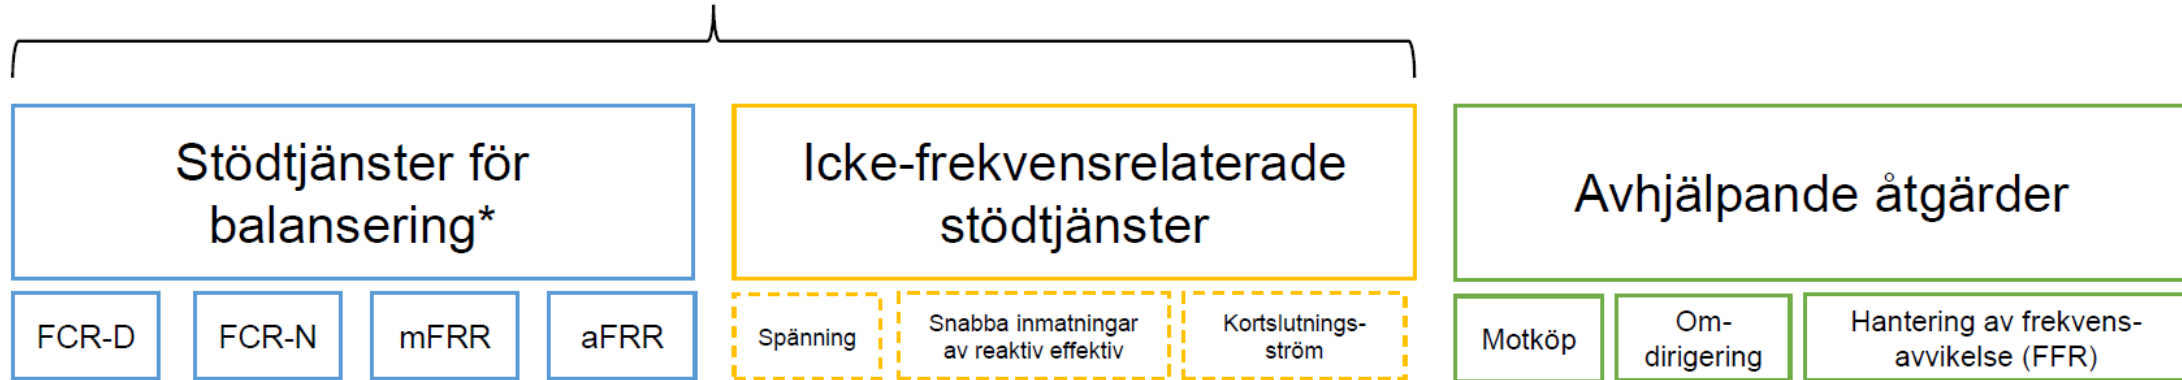 Stödtjänster för
balansering*
Icke-frekvensrelaterade
stödtjänster
Avhjälpande åtgärder
FCR-D
FCR-N
mFRR
aFRR
Spänning
Snabba inmatningar
av reaktiv effektiv
Kortslutnings-
ström
Motköp
Om-
dirigering
Hantering av frekvens-
avvikelse (FFR)